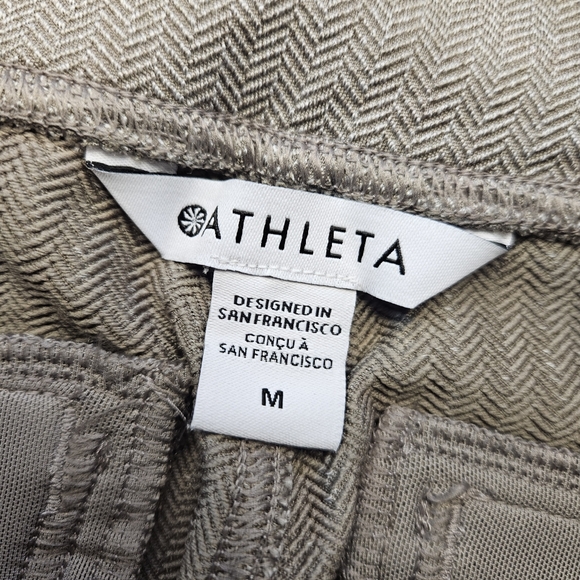 ATHLETA
DESIGNED IN
SAN FRANCISCO
CONÇU À
SAN FRANCISCO
M